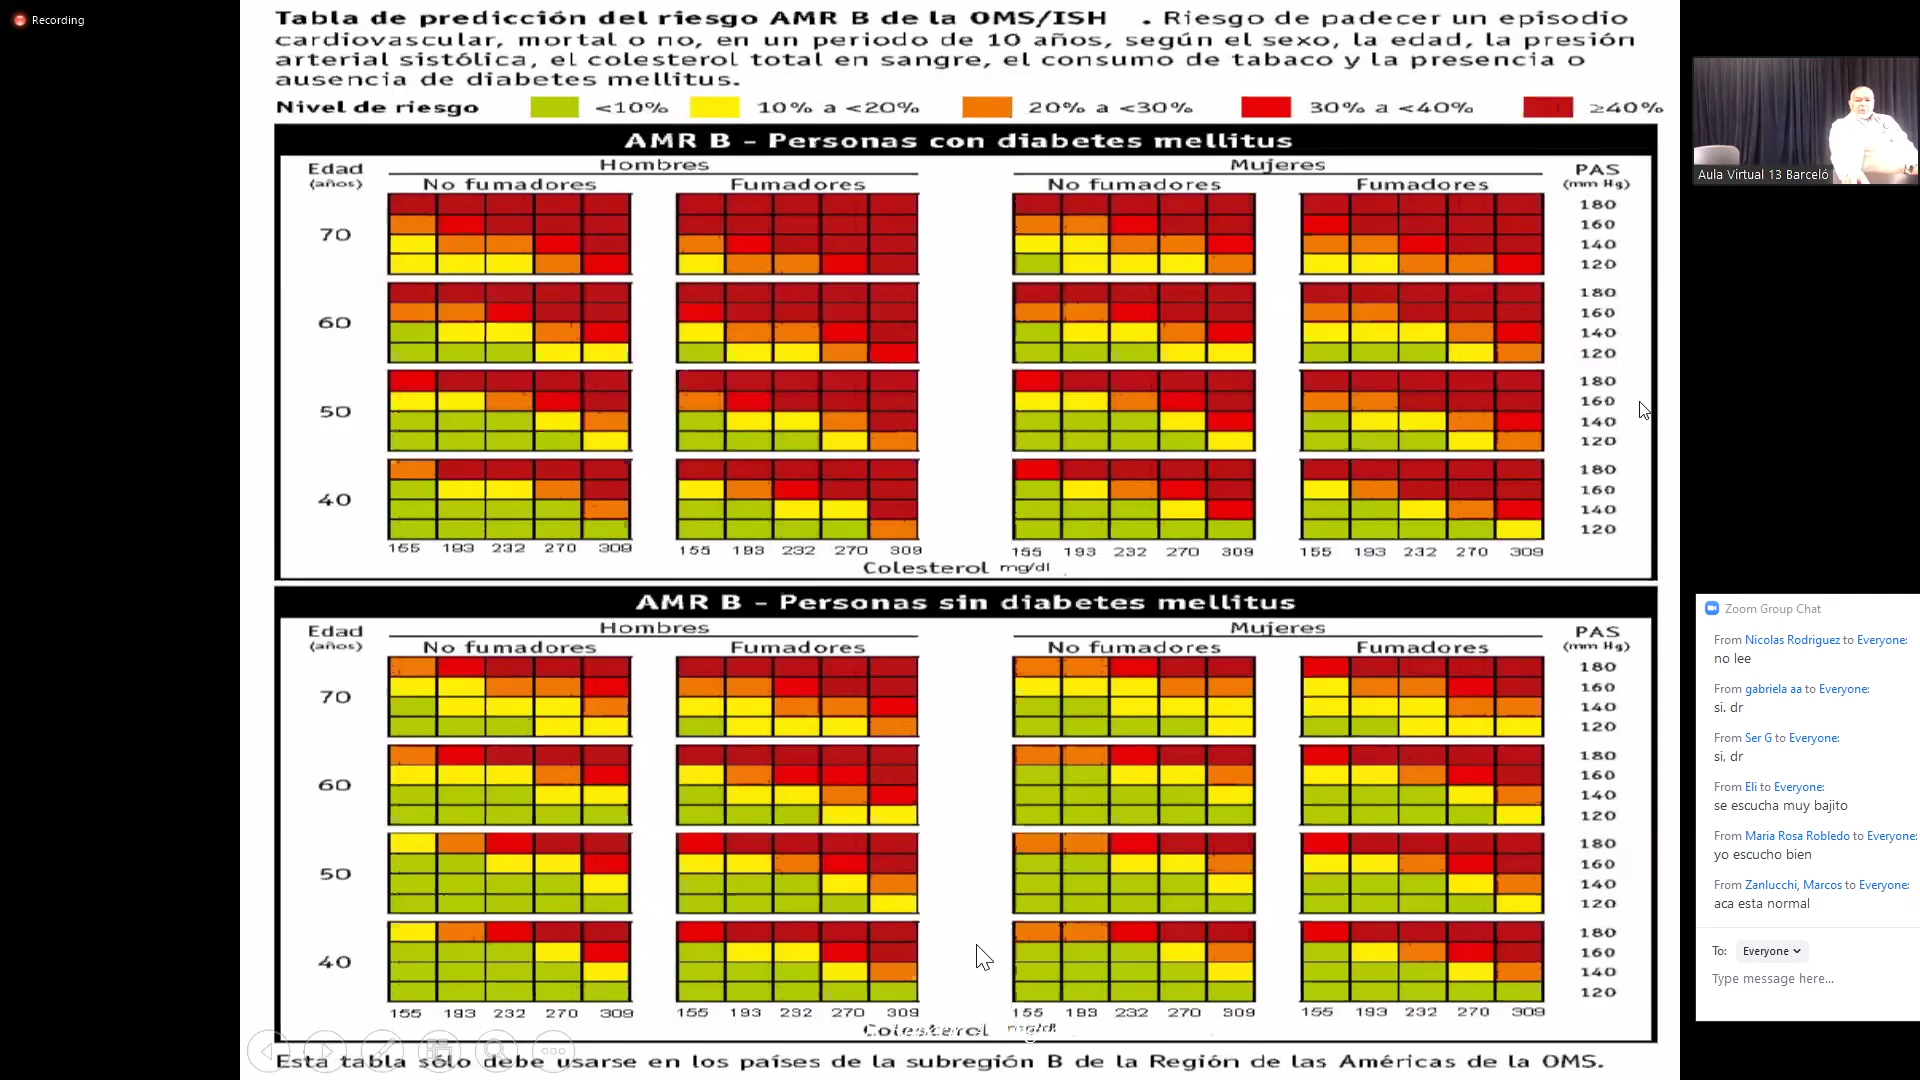 Recording
Tabla de predicción del riesgo AMR B de la OMS/ISH . Riesgo de padecer un episodio
cardiovascular, mortal o no, en un periodo de 10 años, según el sexo, la edad, la presión
arterial sistólica, el colesterol total en sangre, el consumo de tabaco y la presencia o
ausencia de diabetes mellitus.
Nivel de riesgo <10% 10% a <20% 20% a <30% 30% a <40% ≥40%
AMR B – Personas con diabetes mellitus
Edad Hombres Mujeres PAS
(años) No fumadores Fumadores No fumadores Fumadores (mm Hg)
180
160
70
140
120
180
160
60
140
120
180
160
50
140
120
180
160
40
140
120
155 193 232 270 309 155 193 232 270 309 155 193 232 270 309 155 193 232 270 309
Colesterol mg/dl
AMR B – Personas sin diabetes mellitus
Edad Hombres Mujeres PAS
(años) No fumadores Fumadores No fumadores Fumadores (mm Hg)
180
160
70
140
120
180
160
60
140
120
180
160
50
140
120
180
160
40
140
120
155 193 232 270 309 155 193 232 270 309 155 193 232 270 309 155 193 232 270 309
Colesterol mg/dl
Esta tabla sólo debe usarse en los países de la subregión B de la Región de las Américas de la OMS.
Aula Virtual 13 Barceló
Zoom Group Chat
From Nicolas Rodriguez to Everyone:
no lee
From gabriela aa to Everyone:
si. dr
From Ser G to Everyone:
si, dr
From Eli to Everyone:
se escucha muy bajito
From Maria Rosa Robledo to Everyone:
yo escucho bien
From Zanlucchi, Marcos to Everyone:
aca esta normal
To: Everyone
Type message here...